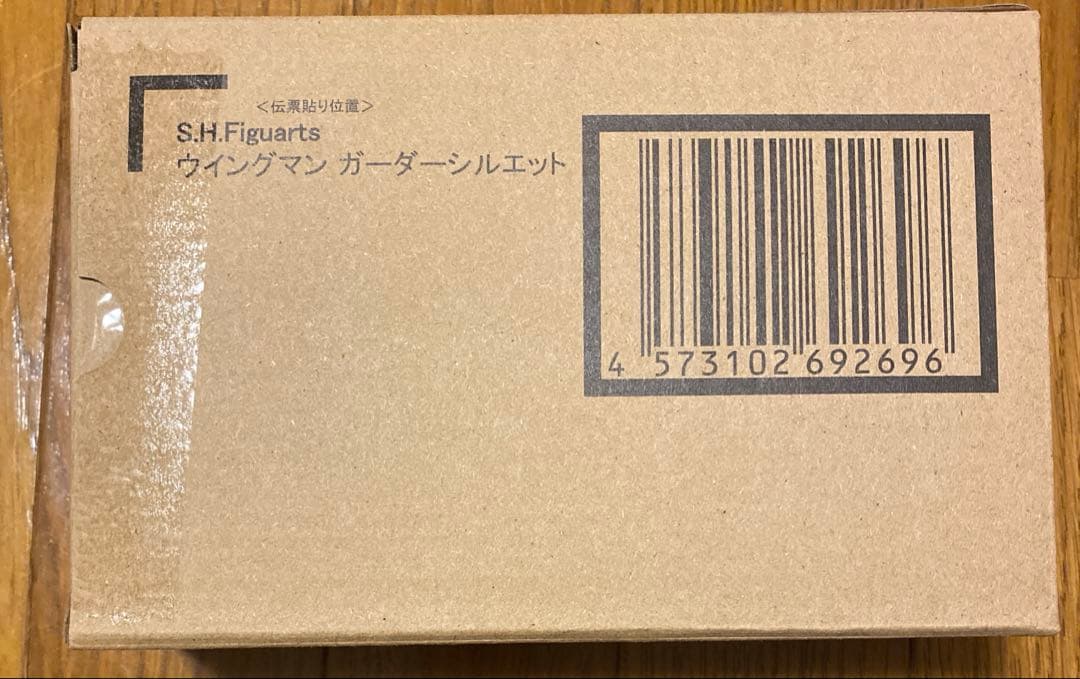 ＜伝票貼り位置＞
S.H.Figuarts
ウイングマン ガーダーシルエット
4 573102 692696